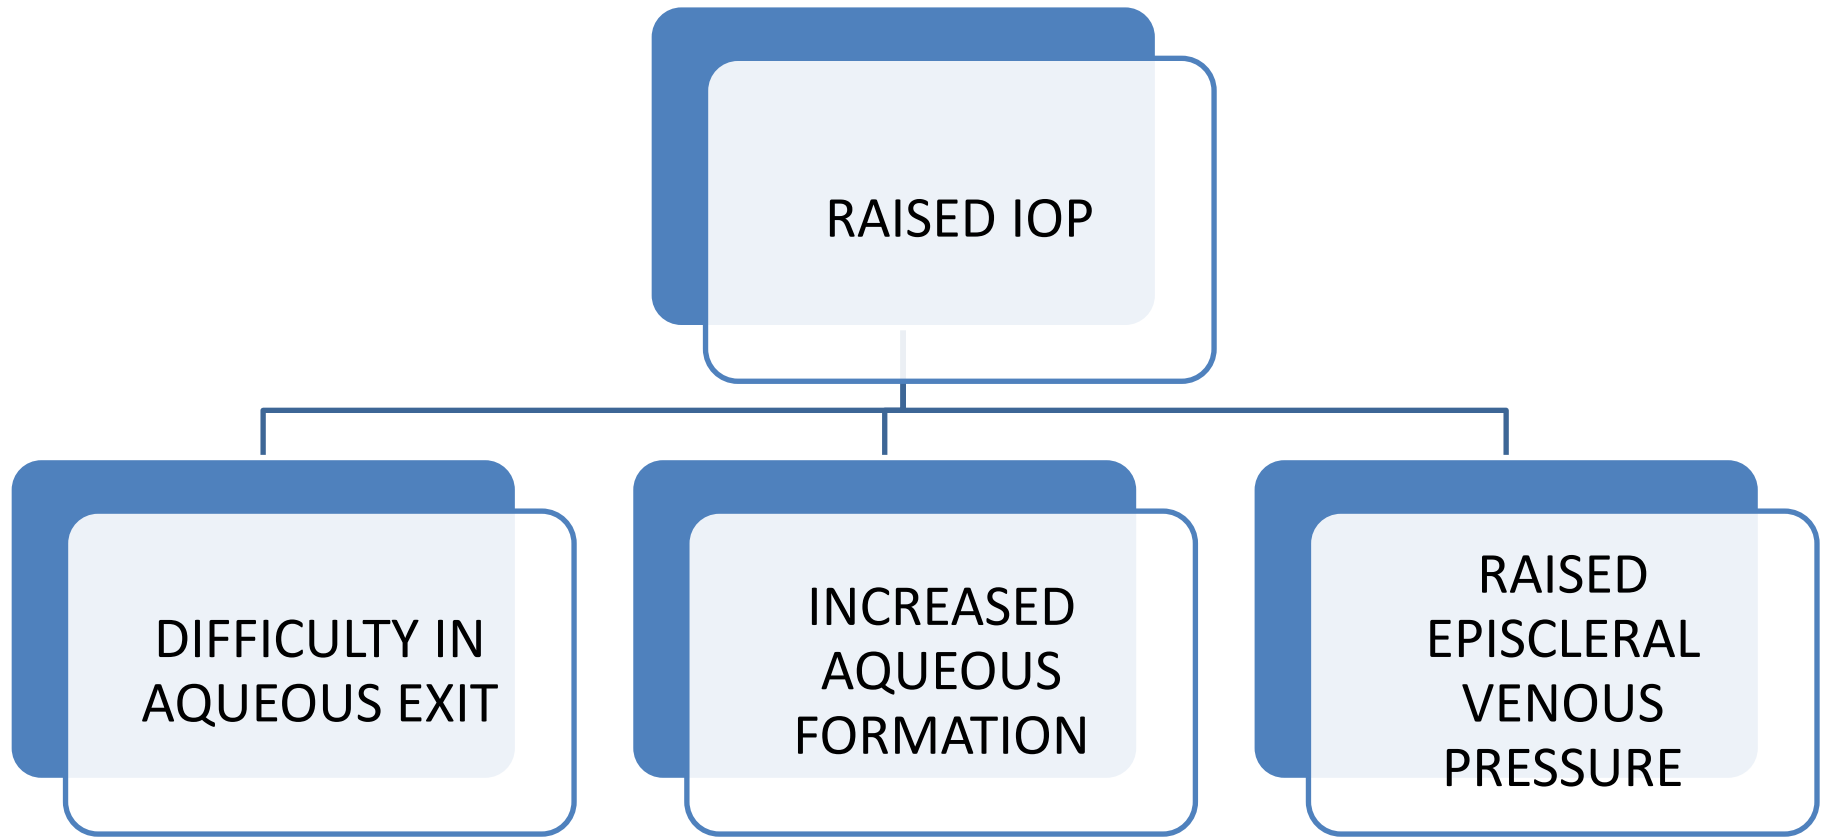 RAISED IOP
DIFFICULTY IN
AQUEOUS EXIT
INCREASED
AQUEOUS
FORMATION
RAISED
EPISCLERAL
VENOUS
PRESSURE